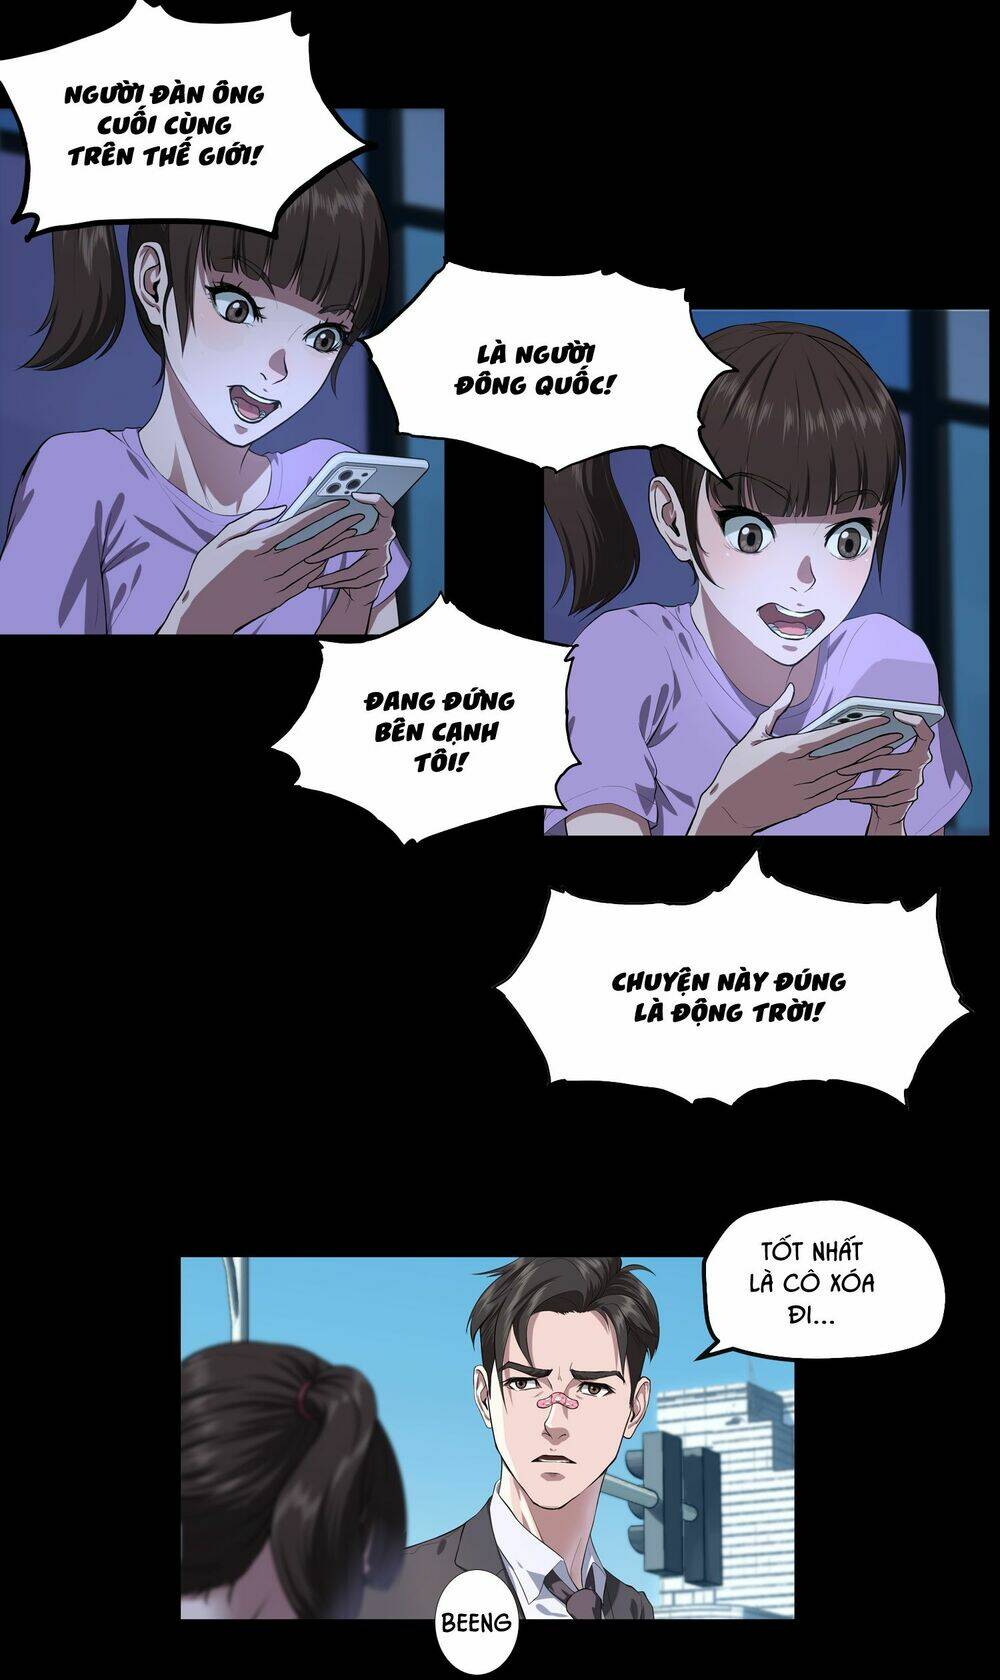 NGƯỜI ĐÀN ÔNG
CUỐI CÙNG
TRÊN THẾ GIỚI!
LÀ NGƯỜI
ĐÔNG QUỐC!
ĐANG ĐỨNG
BÊN CẠNH
TÔI!
CHUYỆN NÀY ĐÚNG
LÀ ĐỘNG TRỜI!
TỐT NHẤT
LÀ CÔ XÓA
ĐI...
BEENG